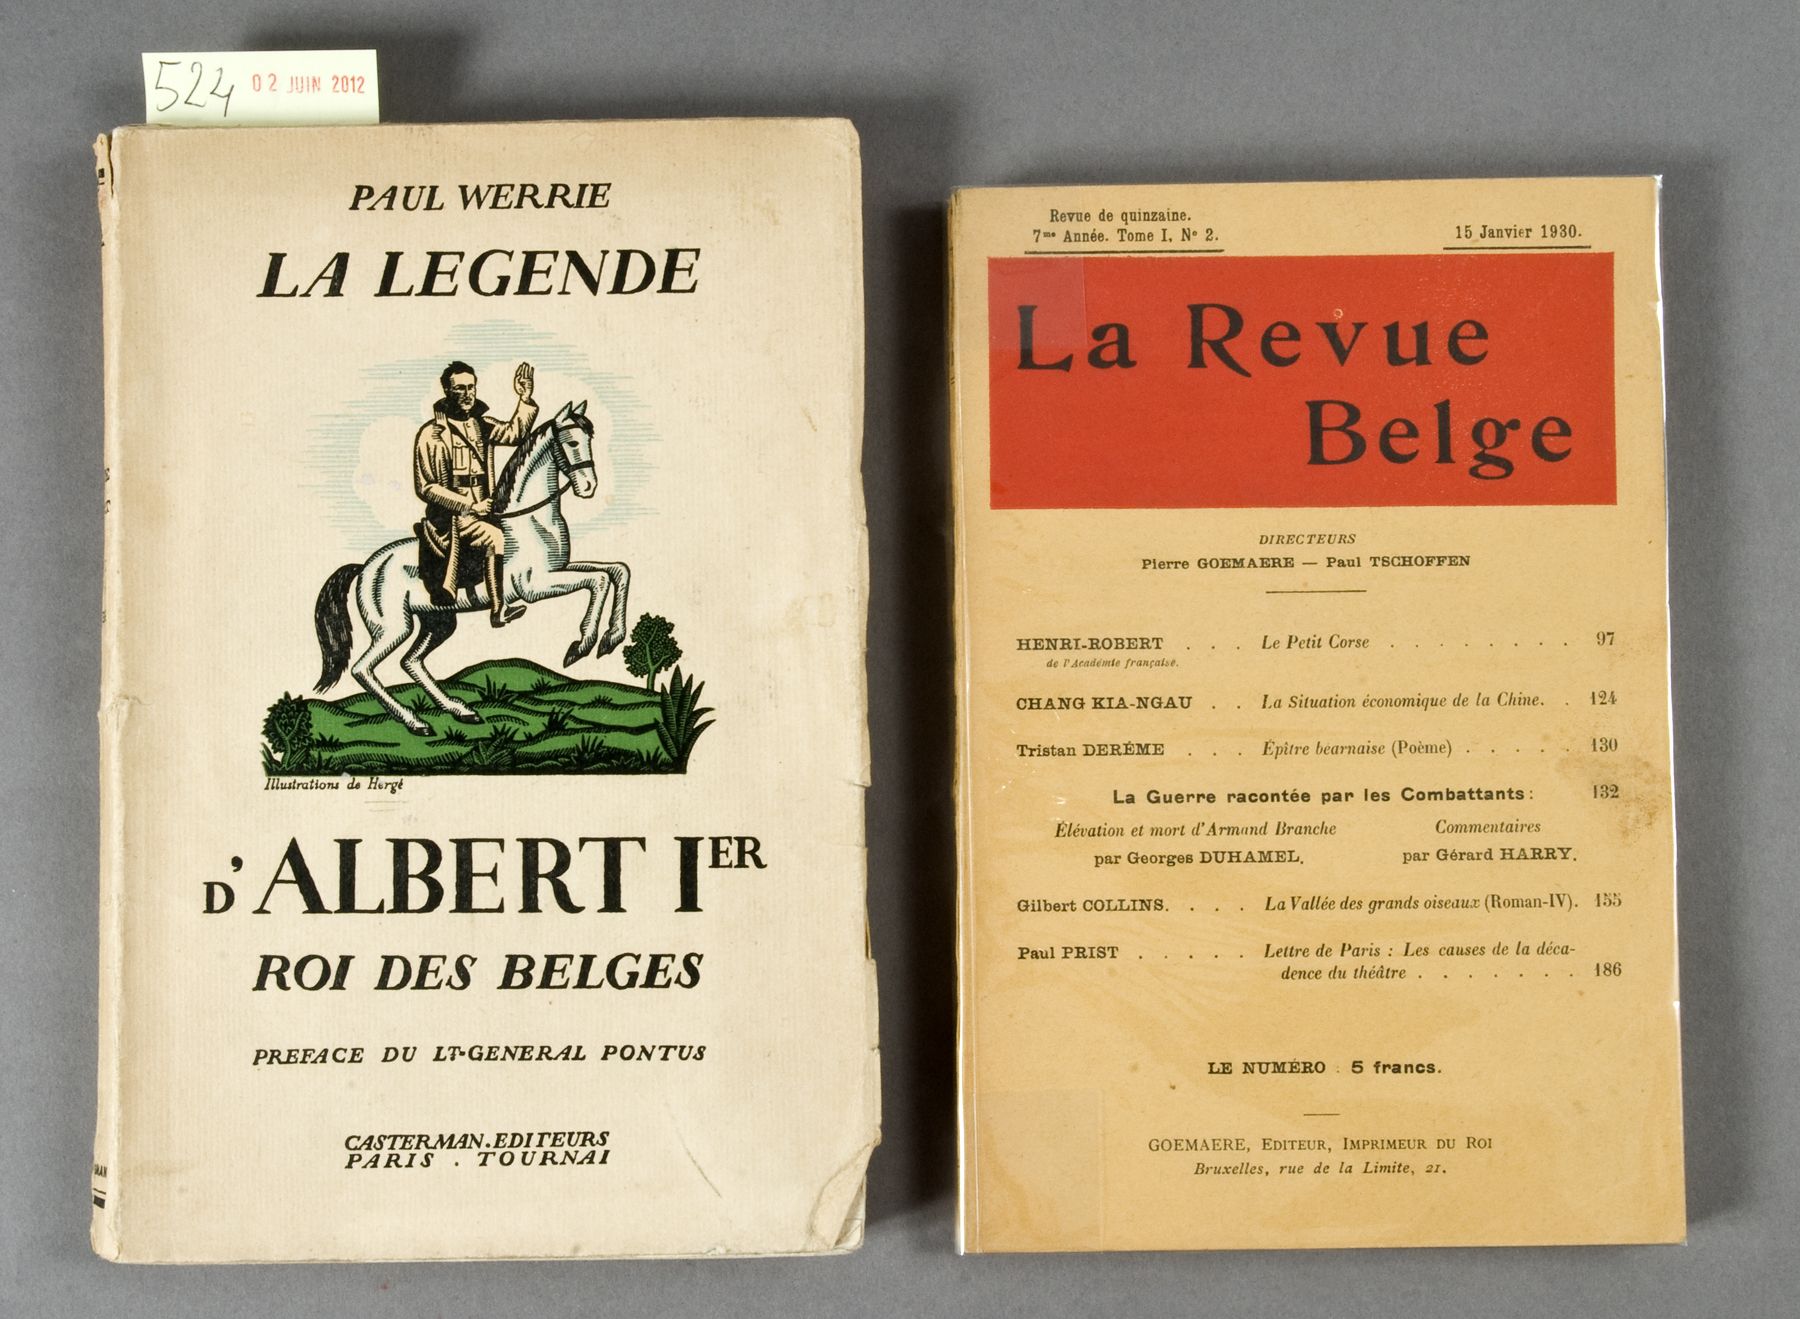 524 02 JUIN 2012
PAUL WERRIE
LA LEGENDE
Illustrations de Hergé
D'ALBERT IER
ROI DES BELGES
PREFACE DU LT-GENERAL PONTUS
CASTERMAN.EDITEURS
PARIS . TOURNAI
Revue de quinzaine.
7me Année. Tome I, No 2.
15 Janvier 1930.
La Revue
Belge
DIRECTEURS
Pierre GOEMAERE — Paul TSCHOFFEN
HENRI-ROBERT . . . Le Petit Corse . . . . . . . . 97
de l'Académie française.
CHANG KIA-NGAU . . La Situation économique de la Chine. . 124
Tristan DERÈME . . . Épître béarnaise (Poème) . . . . . 130
La Guerre racontée par les Combattants : 132
Élévation et mort d'Armand Branche Commentaires
par Georges DUHAMEL. par Gérard HARRY.
Gilbert COLLINS. . . . La Vallée des grands oiseaux (Roman-IV). 155
Paul PRIST . . . . . Lettre de Paris : Les causes de la déca-
dence du théâtre . . . . . . . 186
LE NUMÉRO : 5 francs.
GOEMAERE, EDITEUR, IMPRIMEUR DU ROI
Bruxelles, rue de la Limite, 21.